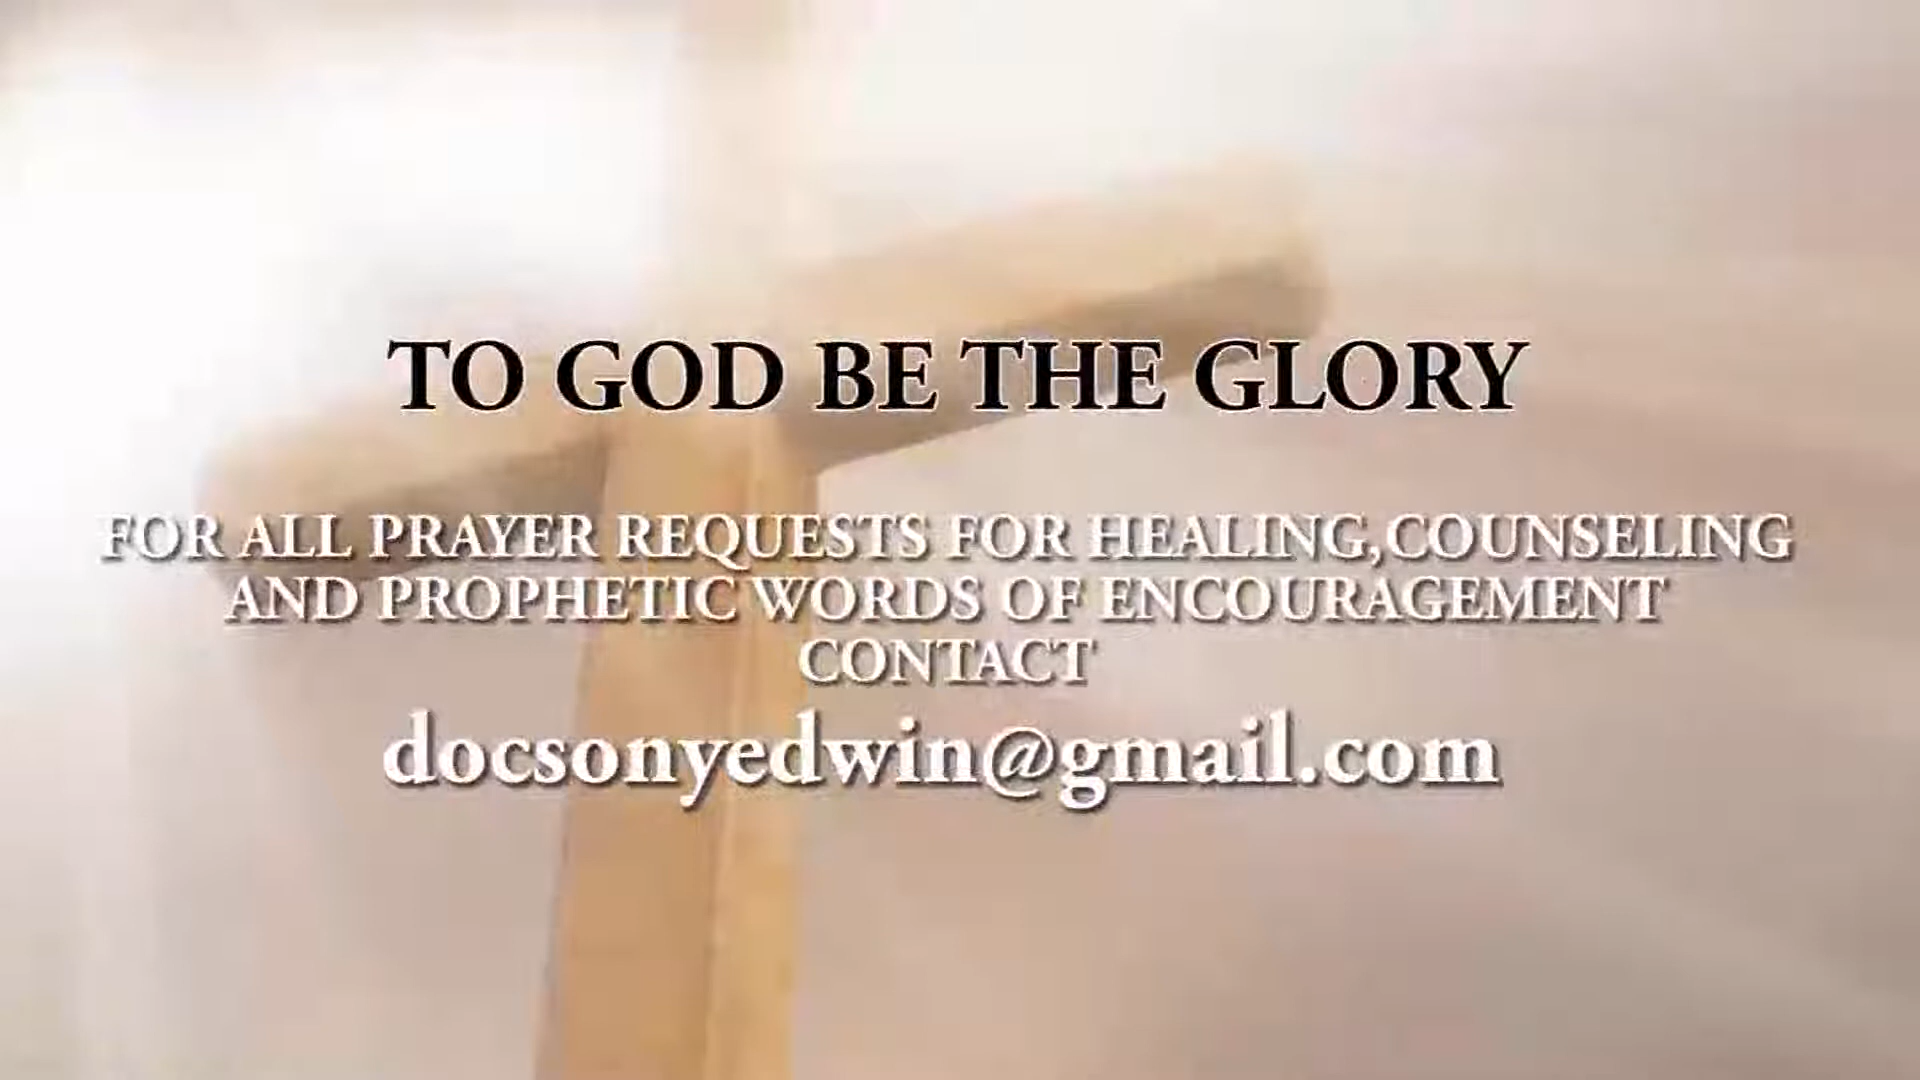 TO GOD BE THE GLORY
FOR ALL PRAYER REQUESTS FOR HEALING,COUNSELING
AND PROPHETIC WORDS OF ENCOURAGEMENT
CONTACT
docsonyedwin@gmail.com